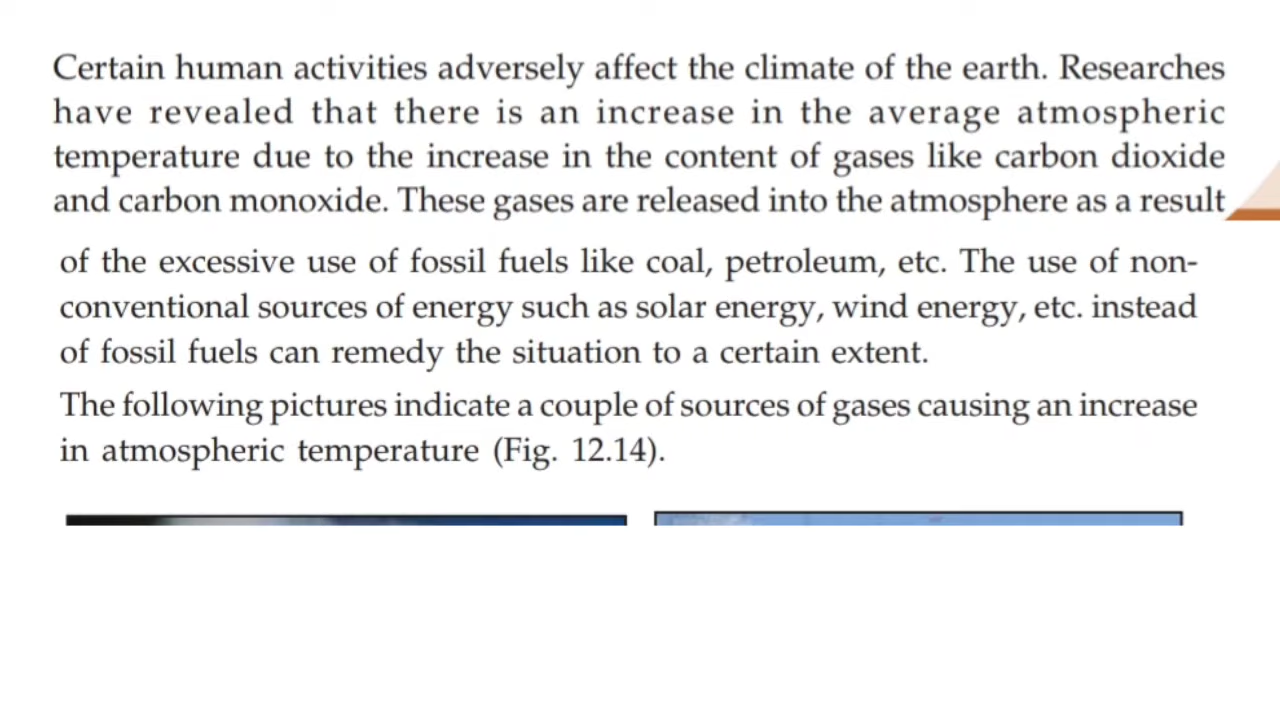 Certain human activities adversely affect the climate of the earth. Researches
have revealed that there is an increase in the average atmospheric
temperature due to the increase in the content of gases like carbon dioxide
and carbon monoxide. These gases are released into the atmosphere as a result
of the excessive use of fossil fuels like coal, petroleum, etc. The use of non-
conventional sources of energy such as solar energy, wind energy, etc. instead
of fossil fuels can remedy the situation to a certain extent.
The following pictures indicate a couple of sources of gases causing an increase
in atmospheric temperature (Fig. 12.14).